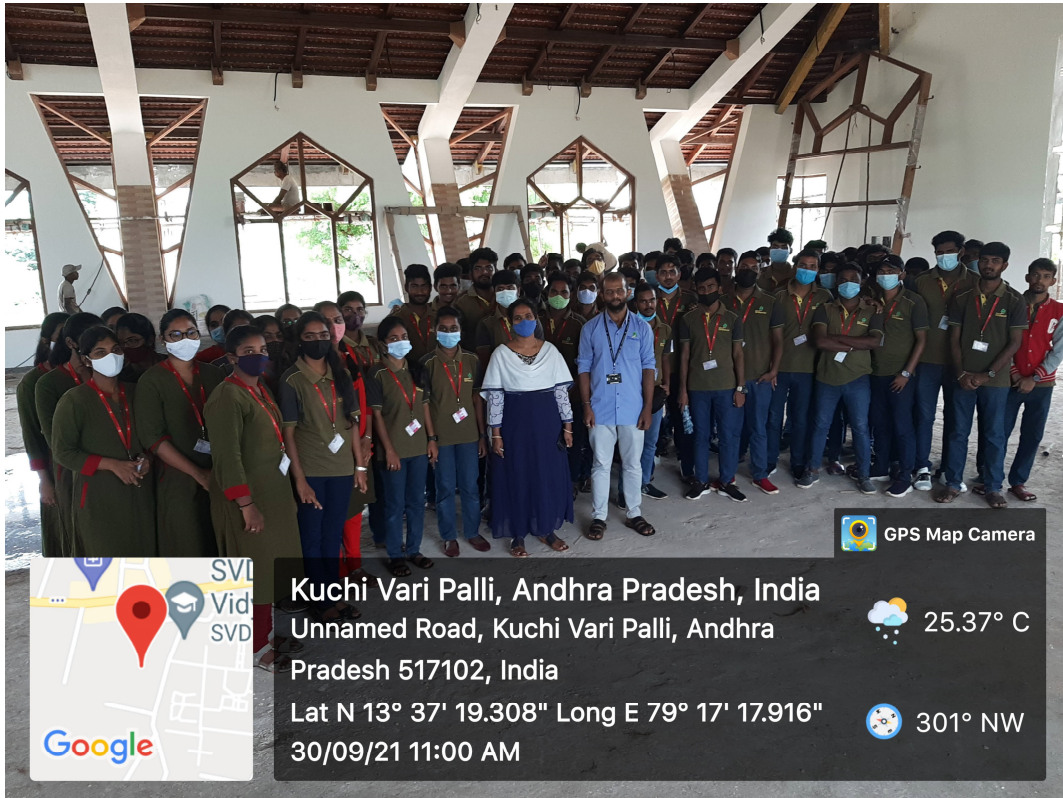 GPS Map Camera
SVD
Vidy
SVD
Google
Kuchi Vari Palli, Andhra Pradesh, India
Unnamed Road, Kuchi Vari Palli, Andhra
Pradesh 517102, India
Lat N 13° 37' 19.308" Long E 79° 17' 17.916"
30/09/21 11:00 AM
25.37° C
301° NW